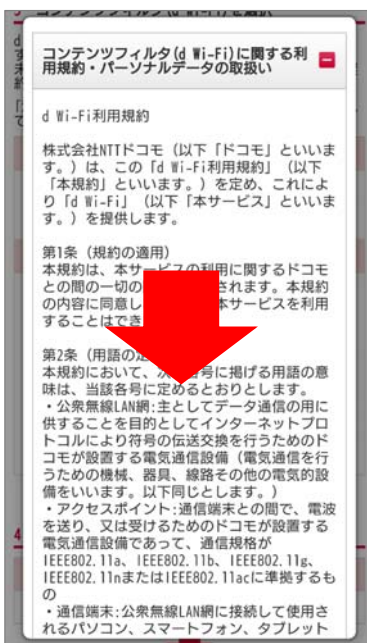 コンテンツフィルタ(d Wi-Fi)に関する利
用規約・パーソナルデータの取扱い
d Wi-Fi利用規約
株式会社NTTドコモ（以下「ドコモ」といいま
す。）は、この「d Wi-Fi利用規約」（以下
「本規約」といいます。）を定め、これによ
り「d Wi-Fi」（以下「本サービス」といいま
す。）を提供します。
第1条（規約の適用）
本規約は、本サービスの利用に関するドコモ
との間の一切の されます。本規約
の内容に同意し 本サービスを利用
することはでき
第2条（用語の定
本規約において、次 号に掲げる用語の意
味は、当該各号に定めるとおりとします。
・公衆無線LAN網:主としてデータ通信の用に
供することを目的としてインターネットプロ
トコルにより符号の伝送交換を行うためのド
コモが設置する電気通信設備（電気通信を行
うための機械、器具、線路その他の電気的設
備をいいます。以下同じとします。）
・アクセスポイント:通信端末との間で、電波
を送り、又は受けるためのドコモが設置する
電気通信設備であって、通信規格が
IEEE802.11a、IEEE802.11b、IEEE802.11g、
IEEE802.11nまたはIEEE802.11acに準拠するも
の
・通信端末:公衆無線LAN網に接続して使用さ
れるパソコン、スマートフォン、タブレット
4